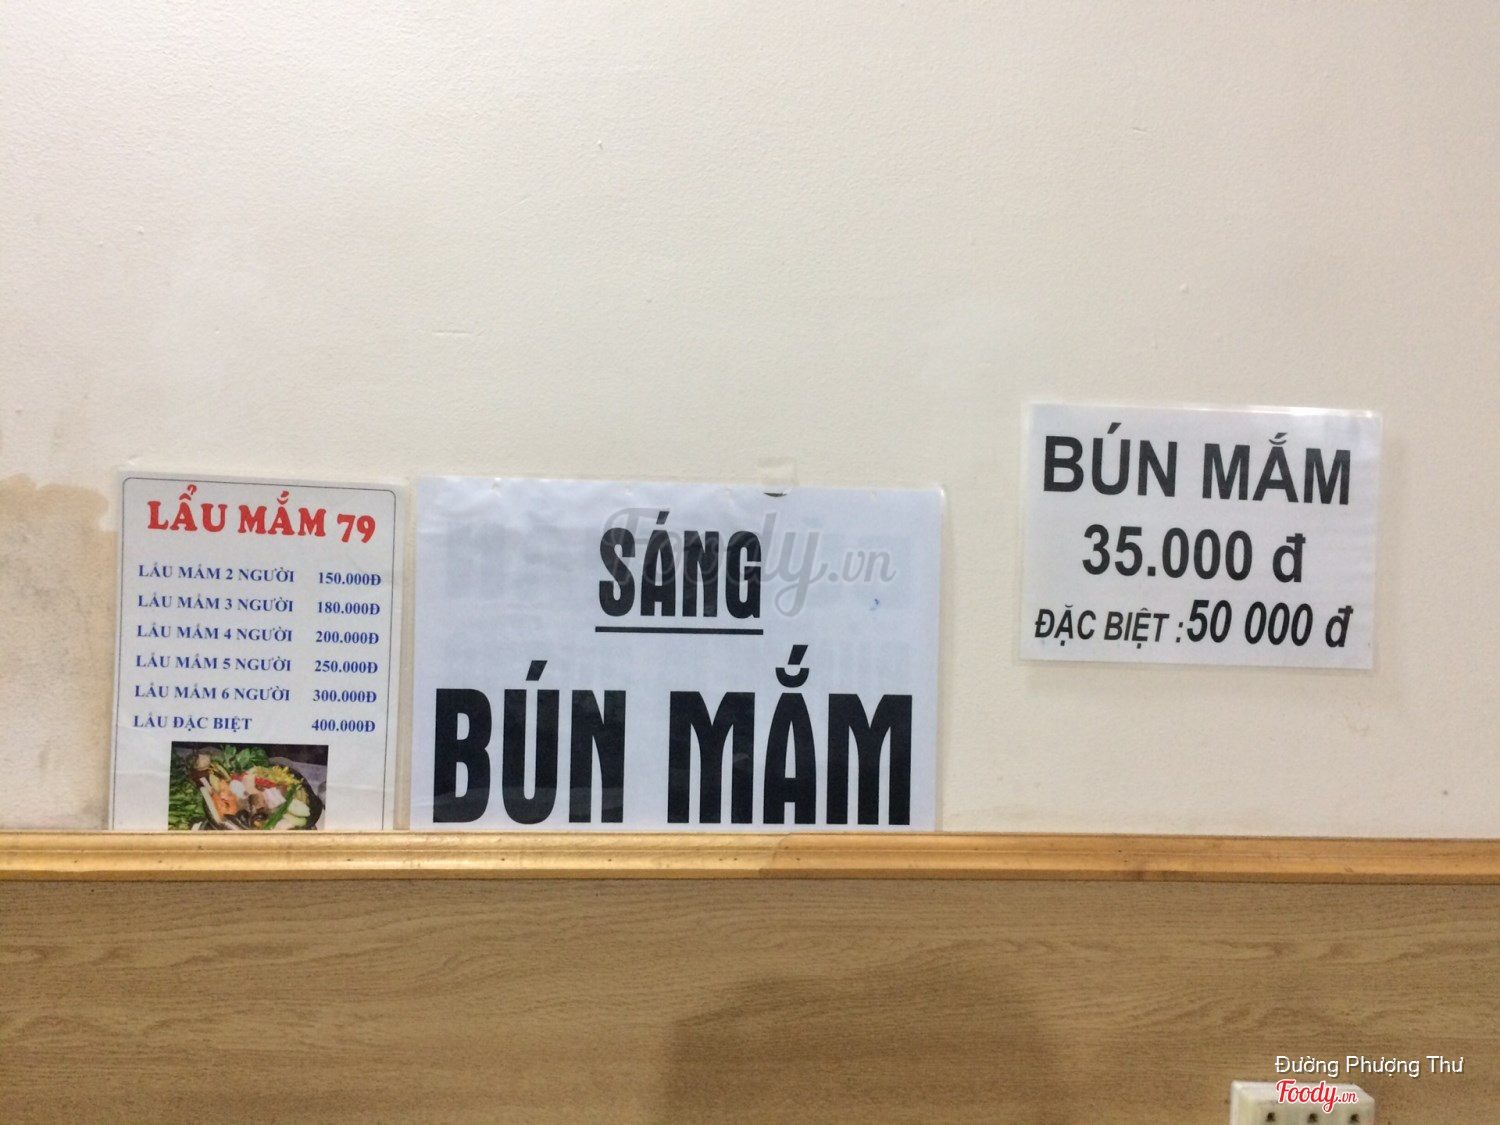 LẨU MẮM 79
LẨU MẮM 2 NGƯỜI 150.000Đ
LẨU MẮM 3 NGƯỜI 180.000Đ
LẨU MẮM 4 NGƯỜI 200.000Đ
LẨU MẮM 5 NGƯỜI 250.000Đ
LẨU MẮM 6 NGƯỜI 300.000Đ
LẨU ĐẶC BIỆT 400.000Đ
SÁNG
BÚN MẮM
Foody.vn
BÚN MẮM
35.000 đ
ĐẶC BIỆT : 50 000 đ
Đường Phượng Thư
Foody.vn